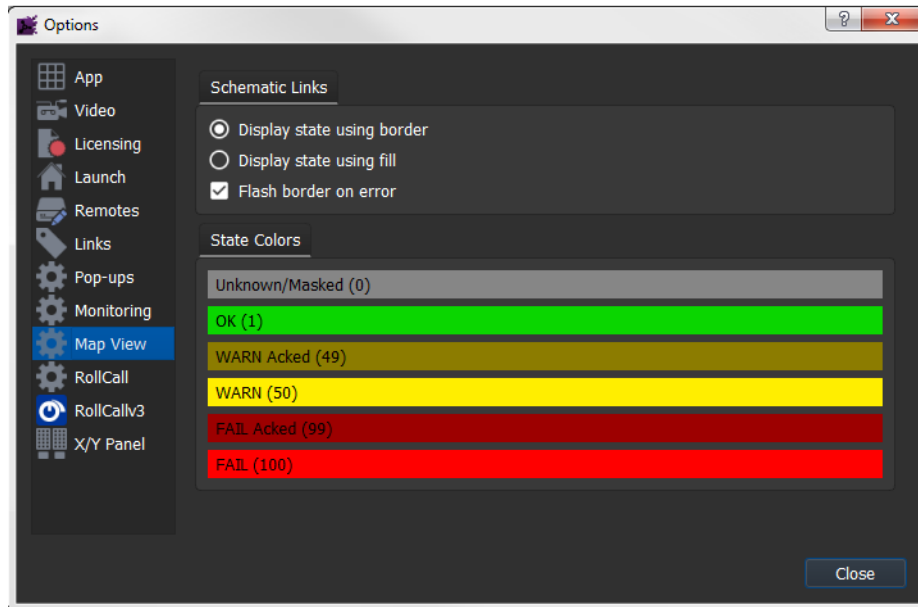 Options
App
Video
Licensing
Launch
Remotes
Links
Pop-ups
Monitoring
Map View
RollCall
RollCallv3
X/Y Panel
Schematic Links
Display state using border
Display state using fill
Flash border on error
State Colors
Unknown/Masked (0)
OK (1)
WARN Acked (49)
WARN (50)
FAIL Acked (99)
FAIL (100)
Close